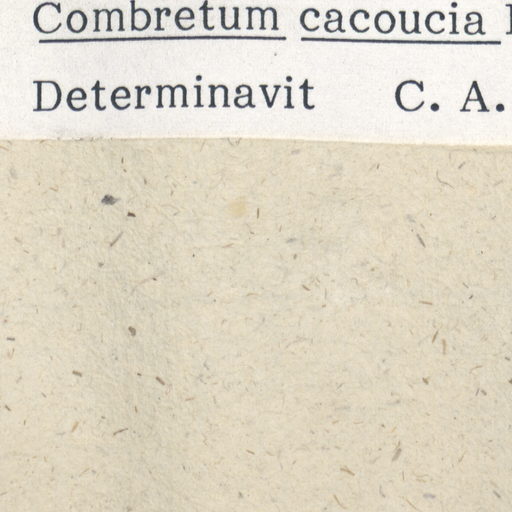 Combretum cacoucia
Determinavit C. A.